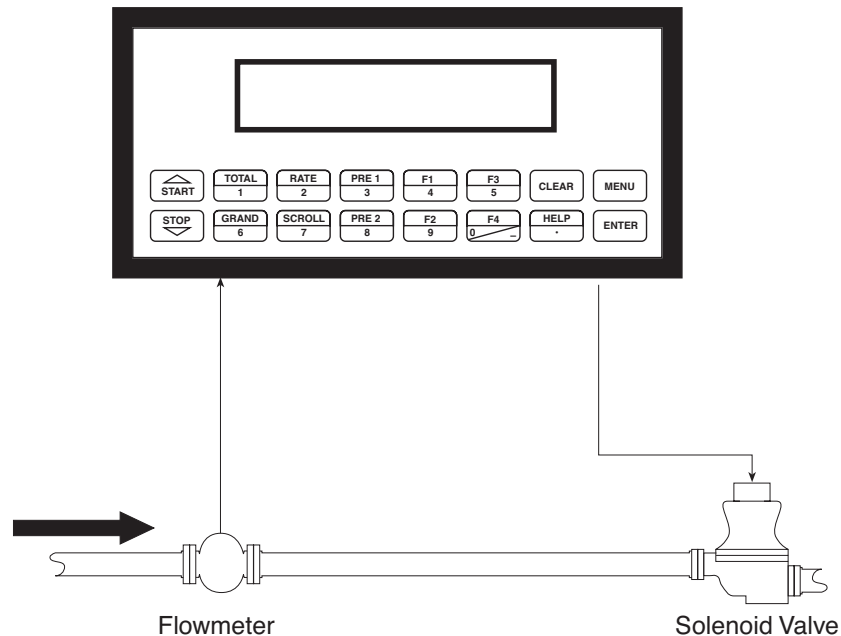 START
TOTAL 1
RATE 2
PRE 1 3
F1 4
F3 5
CLEAR
MENU
STOP
GRAND 6
SCROLL 7
PRE 2 8
F2 9
F4 0 –
HELP .
ENTER
Flowmeter
Solenoid Valve